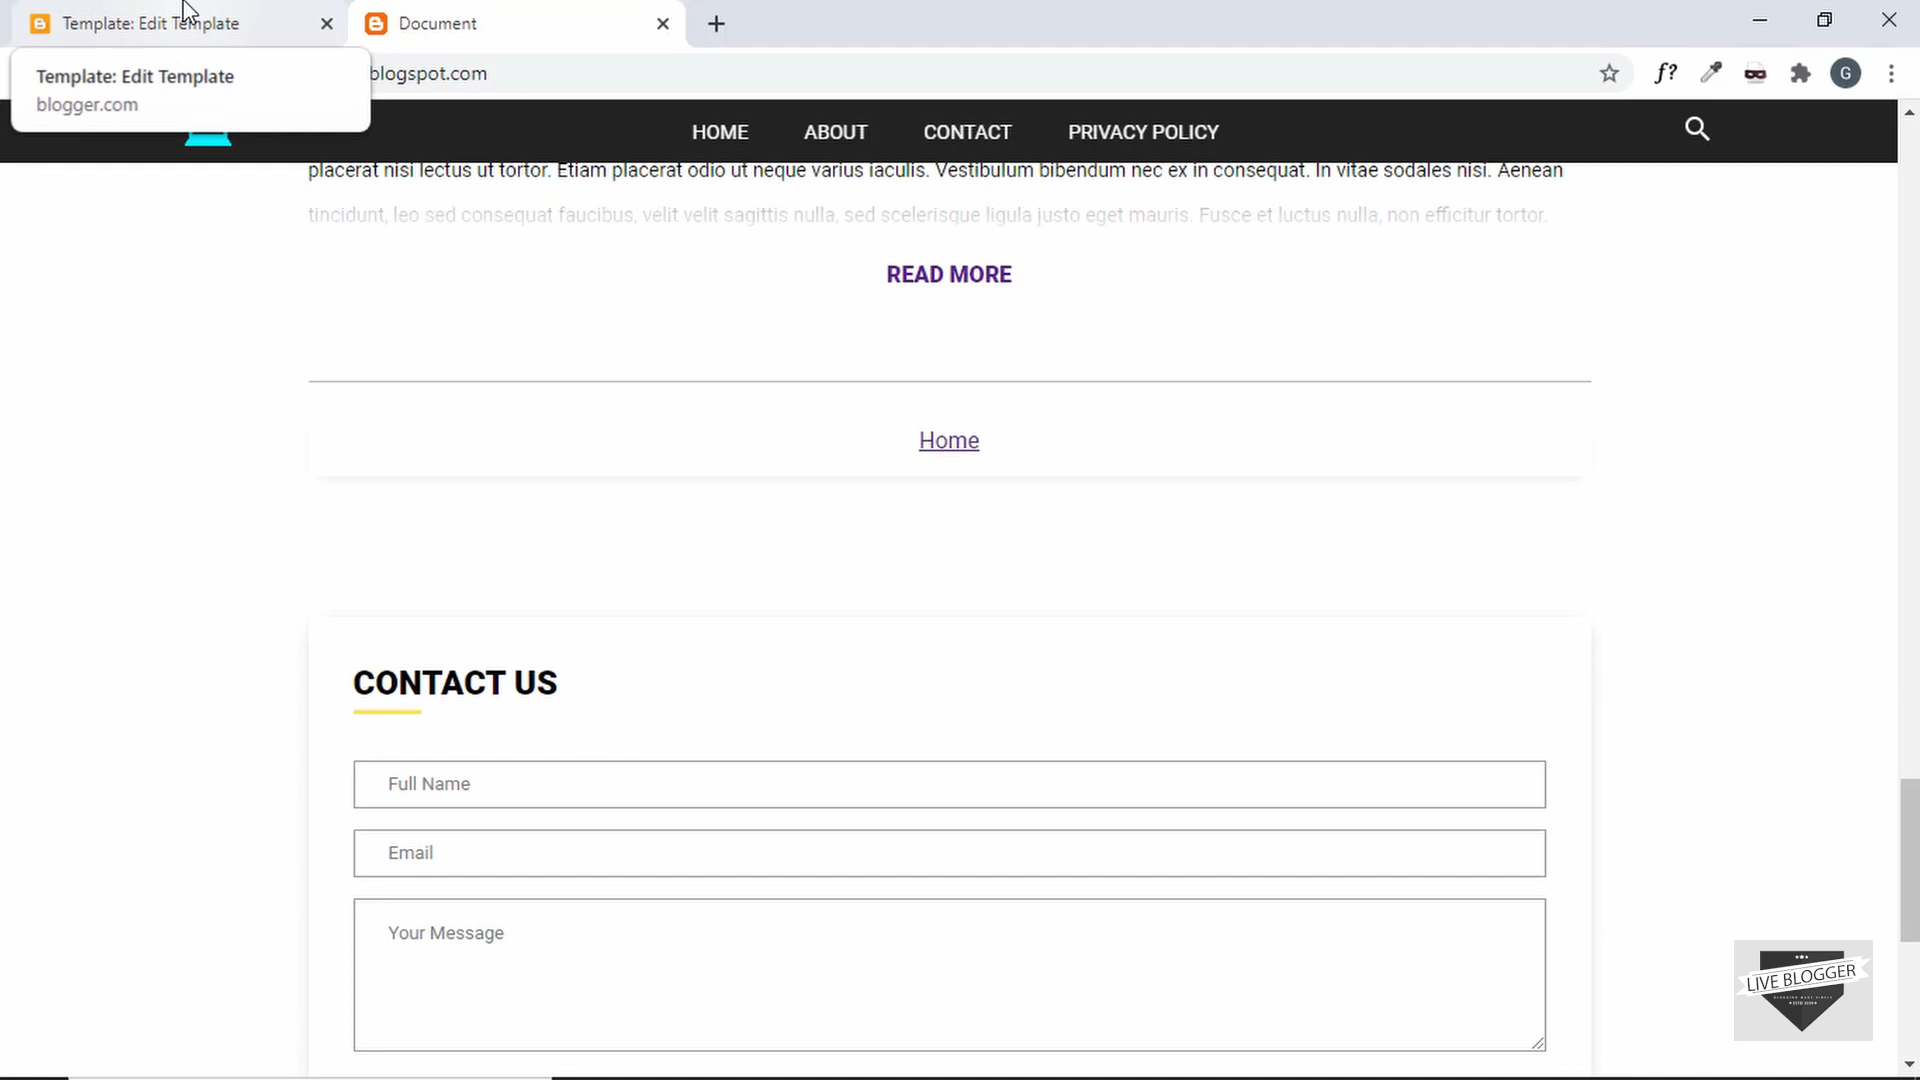 Template: Edit Template
Document
Template: Edit Template
blogger.com
blogspot.com
f?
G
HOME
ABOUT
CONTACT
PRIVACY POLICY
placerat nisi lectus ut tortor. Etiam placerat odio ut neque varius iaculis. Vestibulum bibendum nec ex in consequat. In vitae sodales nisi. Aenean
tincidunt, leo sed consequat faucibus, velit velit sagittis nulla, sed scelerisque ligula justo eget mauris. Fusce et luctus nulla, non efficitur tortor.
READ MORE
Home
CONTACT US
Full Name
Email
Your Message
LIVE BLOGGER
BLOGGING MADE SIMPLE